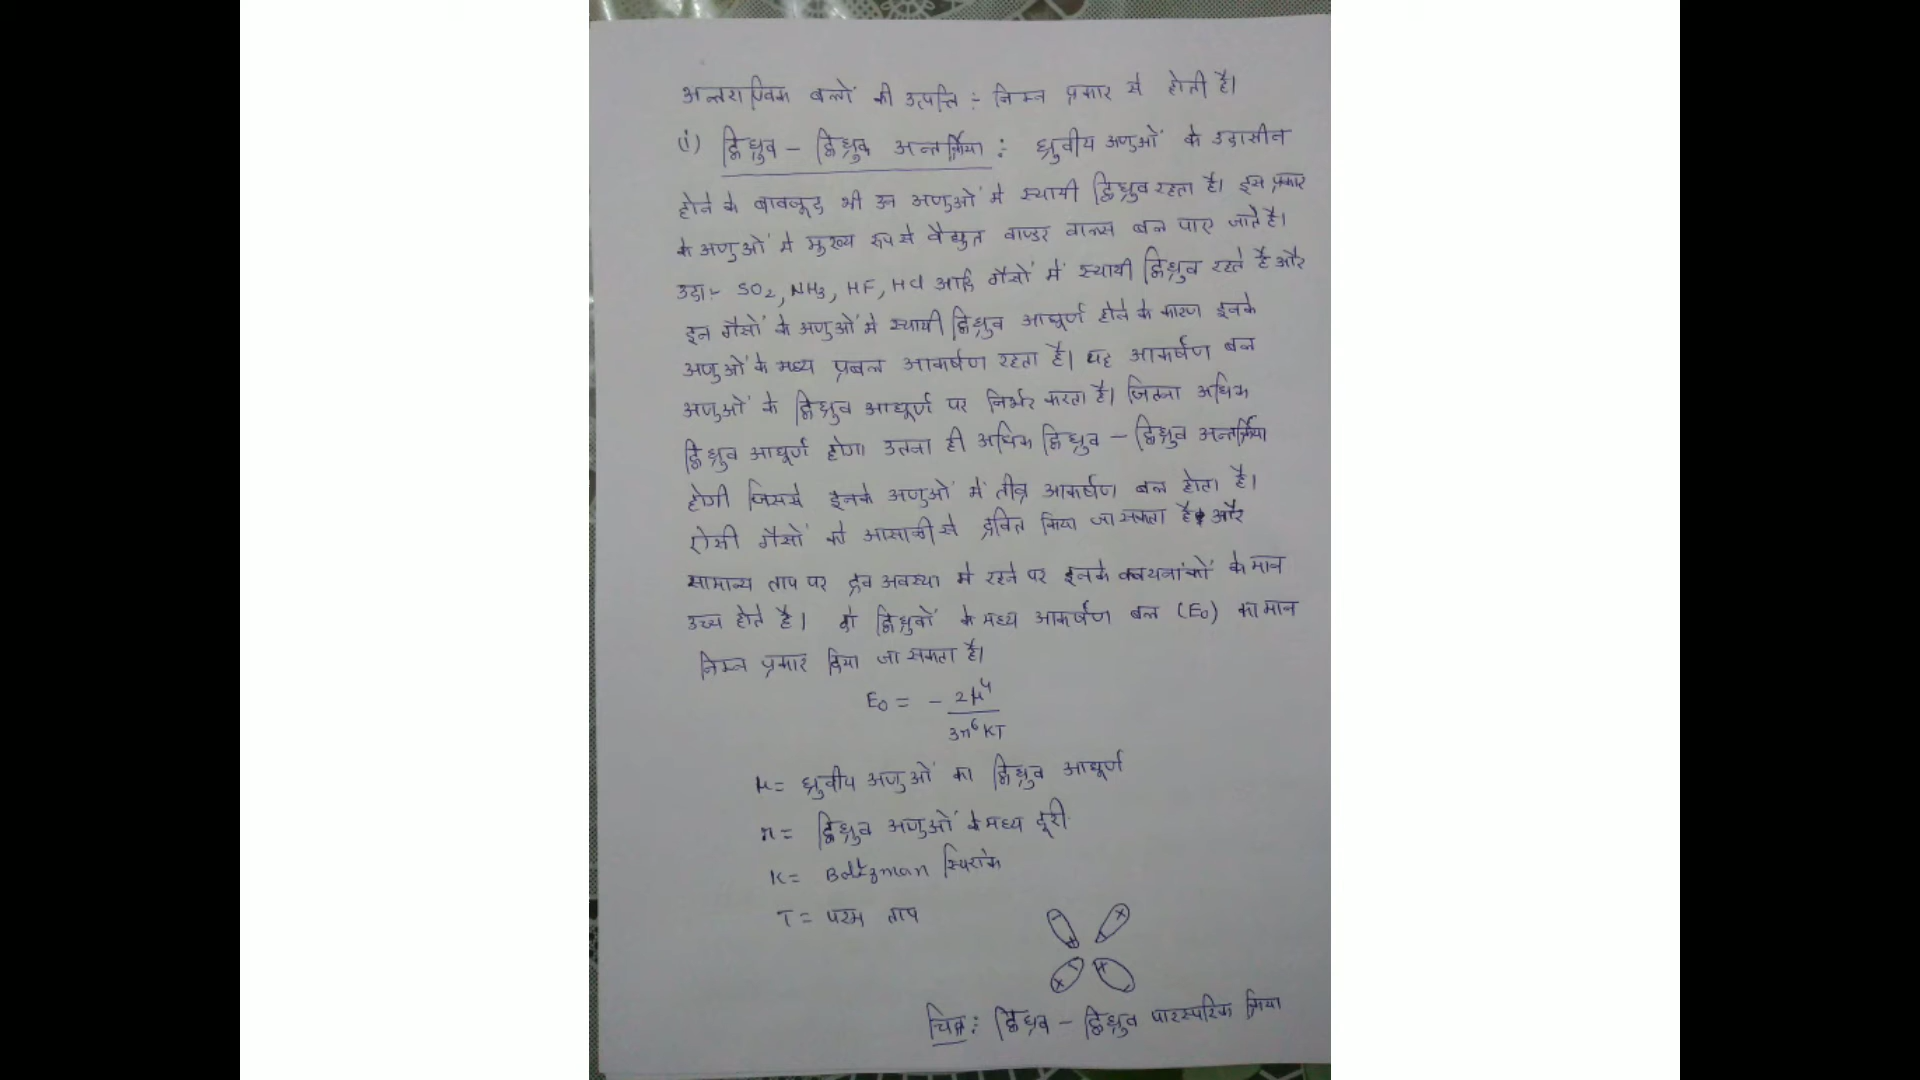 अन्तराण्विक बलों की उत्पत्ति :- निम्न प्रकार से होती है।
(i) द्विध्रुव - द्विध्रुव अन्तर्क्रिया : ध्रुवीय अणुओं के उदासीन
होने के बावजूद भी उन अणुओं में स्थायी द्विध्रुव रहता है। इस प्रकार
के अणुओं में मुख्य रूप से वैद्युत वाण्डर वाल्स बल पाए जाते है।
उदा:- SO₂, NH₃, HF, HCl आदि गैसों में स्थायी द्विध्रुव रहते है और
इन गैसों के अणुओं में स्थायी द्विध्रुव आघूर्ण होने के कारण इनके
अणुओं के मध्य प्रबल आकर्षण रहता है। यह आकर्षण बल
अणुओं के द्विध्रुव आघूर्ण पर निर्भर करता है। जितना अधिक
द्विध्रुव आघूर्ण होगा उतना ही अधिक द्विध्रुव - द्विध्रुव अन्तर्क्रिया
होगी जिससे इनके अणुओं में तीव्र आकर्षण बल होता है।
ऐसी गैसों को आसानी से द्रवित किया जा सकता है और
सामान्य ताप पर द्रव अवस्था में रहने पर इनके क्वथनांकों के मान
उच्च होते है। दो द्विध्रुवों के मध्य आकर्षण बल (E₀) का मान
निम्न प्रकार दिया जा सकता है।
E₀ = - 2μ⁴
3r⁶KT
μ = ध्रुवीय अणुओं का द्विध्रुव आघूर्ण
r = द्विध्रुव अणुओं के मध्य दूरी
K = Boltzman स्थिरांक
T = परम ताप
चित्र : द्विध्रुव - द्विध्रुव पारस्परिक क्रिया